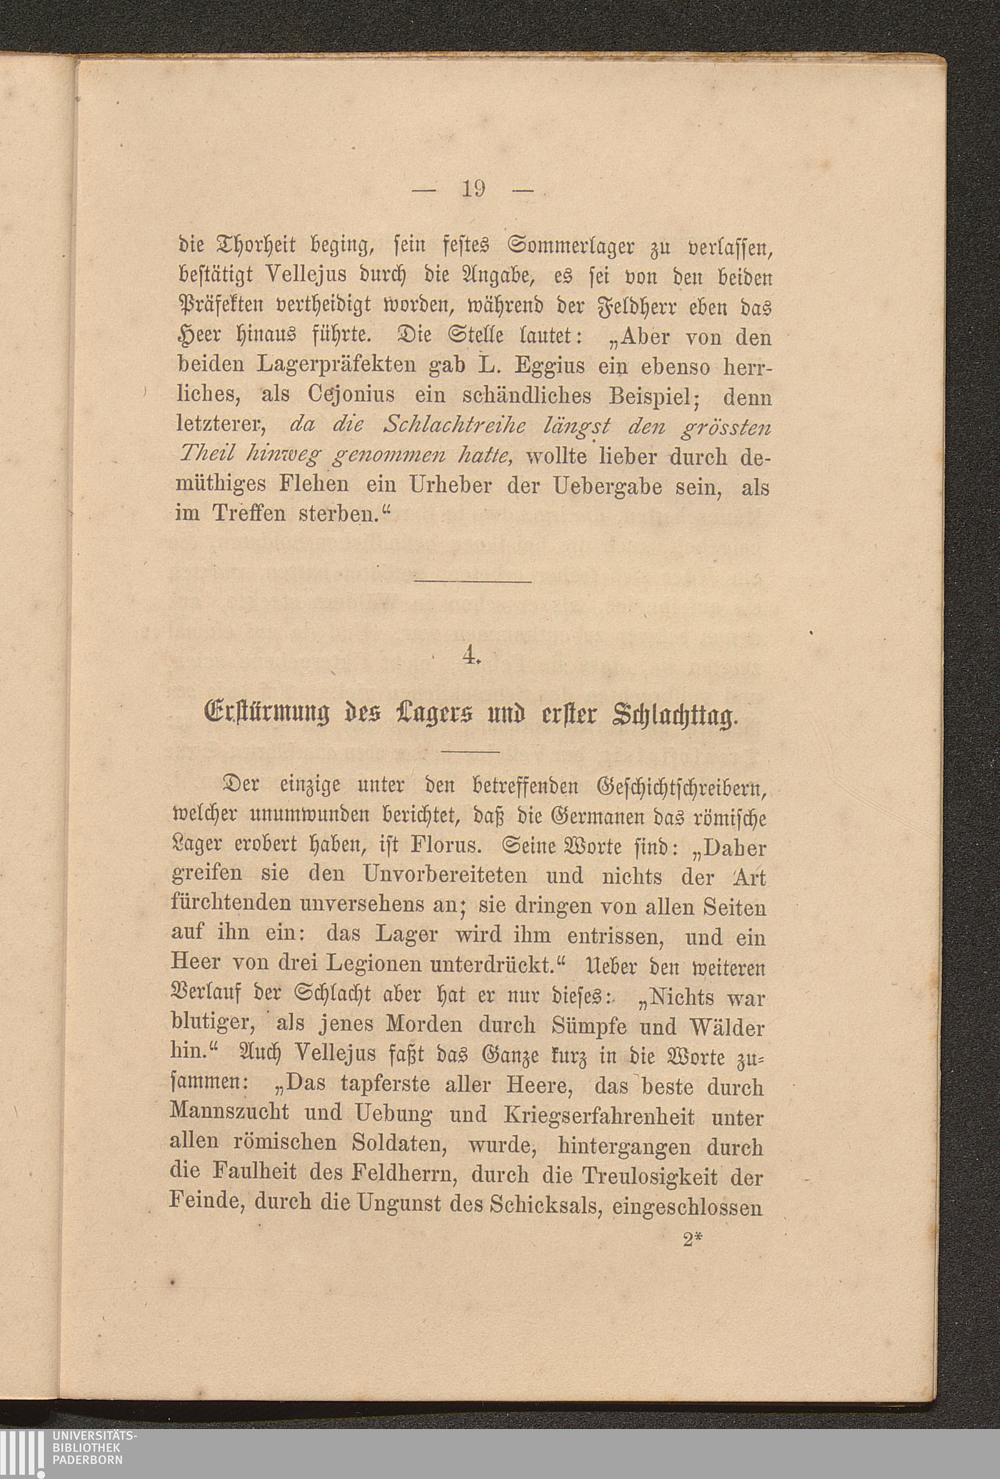 — 19 —
die Thorheit beging, sein festes Sommerlager zu verlassen,
bestätigt Vellejus durch die Angabe, es sei von den beiden
Präfekten vertheidigt worden, während der Feldherr eben das
Heer hinaus führte. Die Stelle lautet: „Aber von den
beiden Lagerpräfekten gab L. Eggius ein ebenso herr-
liches, als Cejonius ein schändliches Beispiel; denn
letzterer, da die Schlachtreihe längst den grössten
Theil hinweg genommen hatte, wollte lieber durch de-
müthiges Flehen ein Urheber der Uebergabe sein, als
im Treffen sterben.“
4.
Erstürmung des Lagers und erster Schlachttag.
Der einzige unter den betreffenden Geschichtschreibern,
welcher unumwunden berichtet, daß die Germanen das römische
Lager erobert haben, ist Florus. Seine Worte sind: „Daher
greifen sie den Unvorbereiteten und nichts der Art
fürchtenden unversehens an; sie dringen von allen Seiten
auf ihn ein: das Lager wird ihm entrissen, und ein
Heer von drei Legionen unterdrückt.“ Ueber den weiteren
Verlauf der Schlacht aber hat er nur dieses: „Nichts war
blutiger, als jenes Morden durch Sümpfe und Wälder
hin.“ Auch Vellejus faßt das Ganze kurz in die Worte zu-
sammen: „Das tapferste aller Heere, das beste durch
Mannszucht und Uebung und Kriegserfahrenheit unter
allen römischen Soldaten, wurde, hintergangen durch
die Faulheit des Feldherrn, durch die Treulosigkeit der
Feinde, durch die Ungunst des Schicksals, eingeschlossen
2*
UNIVERSITÄTS-
BIBLIOTHEK
PADERBORN